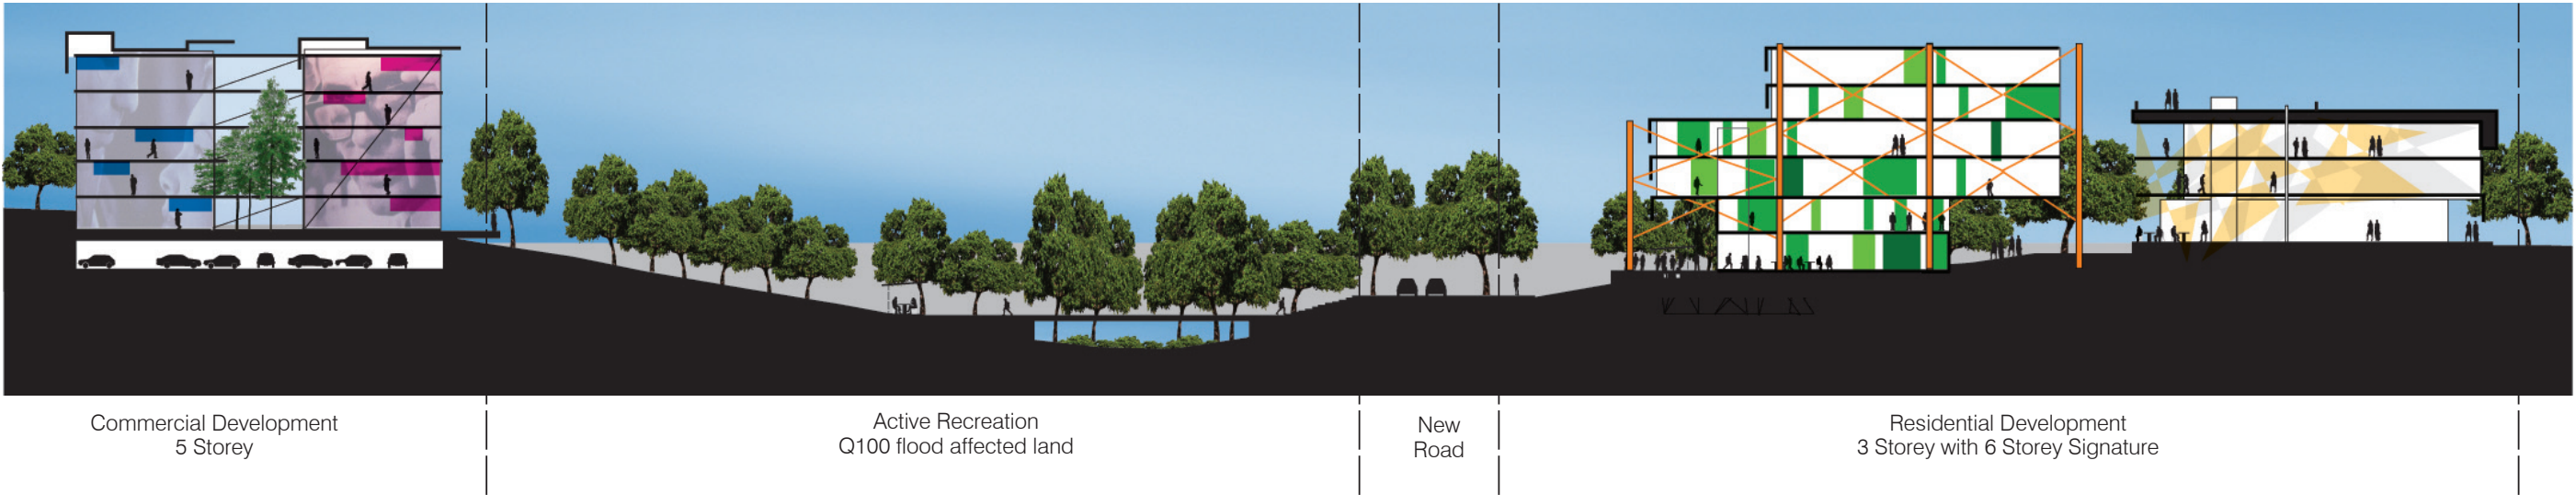 Commercial Development
5 Storey
Active Recreation
Q100 flood affected land
New
Road
Residential Development
3 Storey with 6 Storey Signature